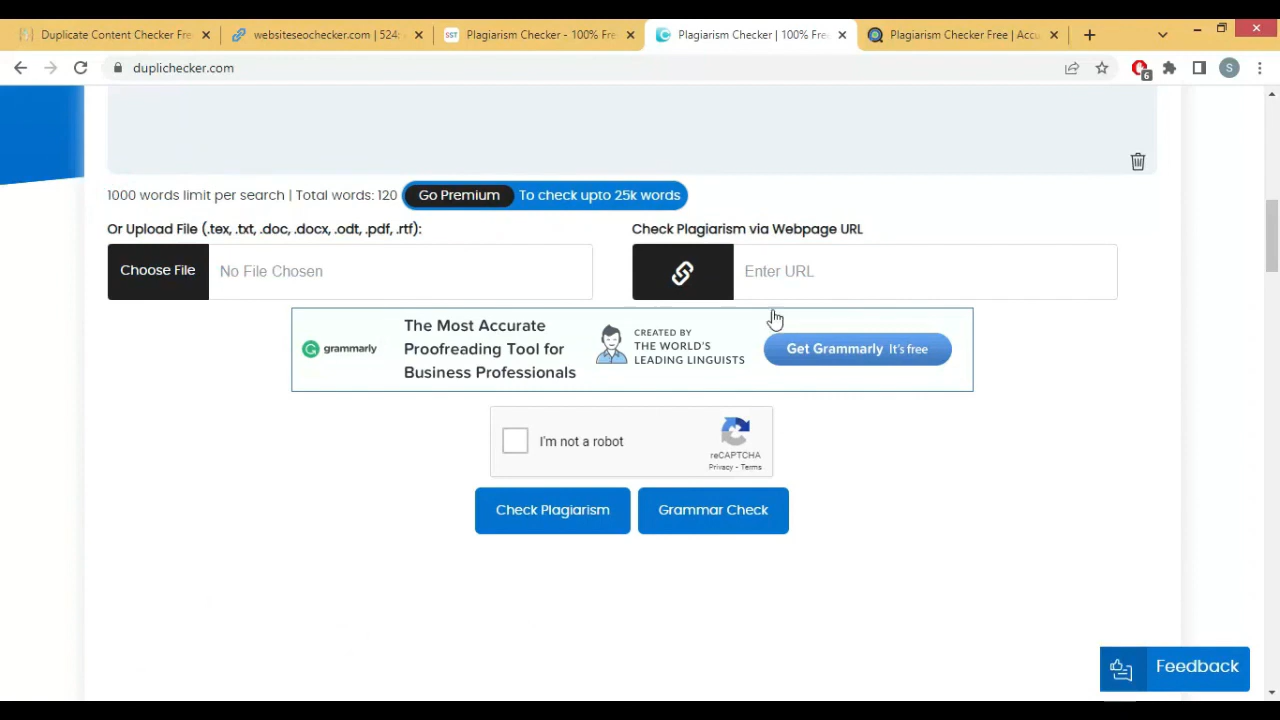 Duplicate Content Checker Fre
websiteseochecker.com | 524:
SST Plagiarism Checker - 100% Fre
Plagiarism Checker | 100% Fre
Plagiarism Checker Free | Accu
duplichecker.com
6
S
1000 words limit per search | Total words: 120 Go Premium To check upto 25k words
Or Upload File (.tex, .txt, .doc, .docx, .odt, .pdf, .rtf):
Check Plagiarism via Webpage URL
Choose File No File Chosen
Enter URL
grammarly
The Most Accurate
Proofreading Tool for
Business Professionals
CREATED BY
THE WORLD'S
LEADING LINGUISTS
Get Grammarly It's free
I'm not a robot
reCAPTCHA
Privacy - Terms
Check Plagiarism
Grammar Check
Feedback